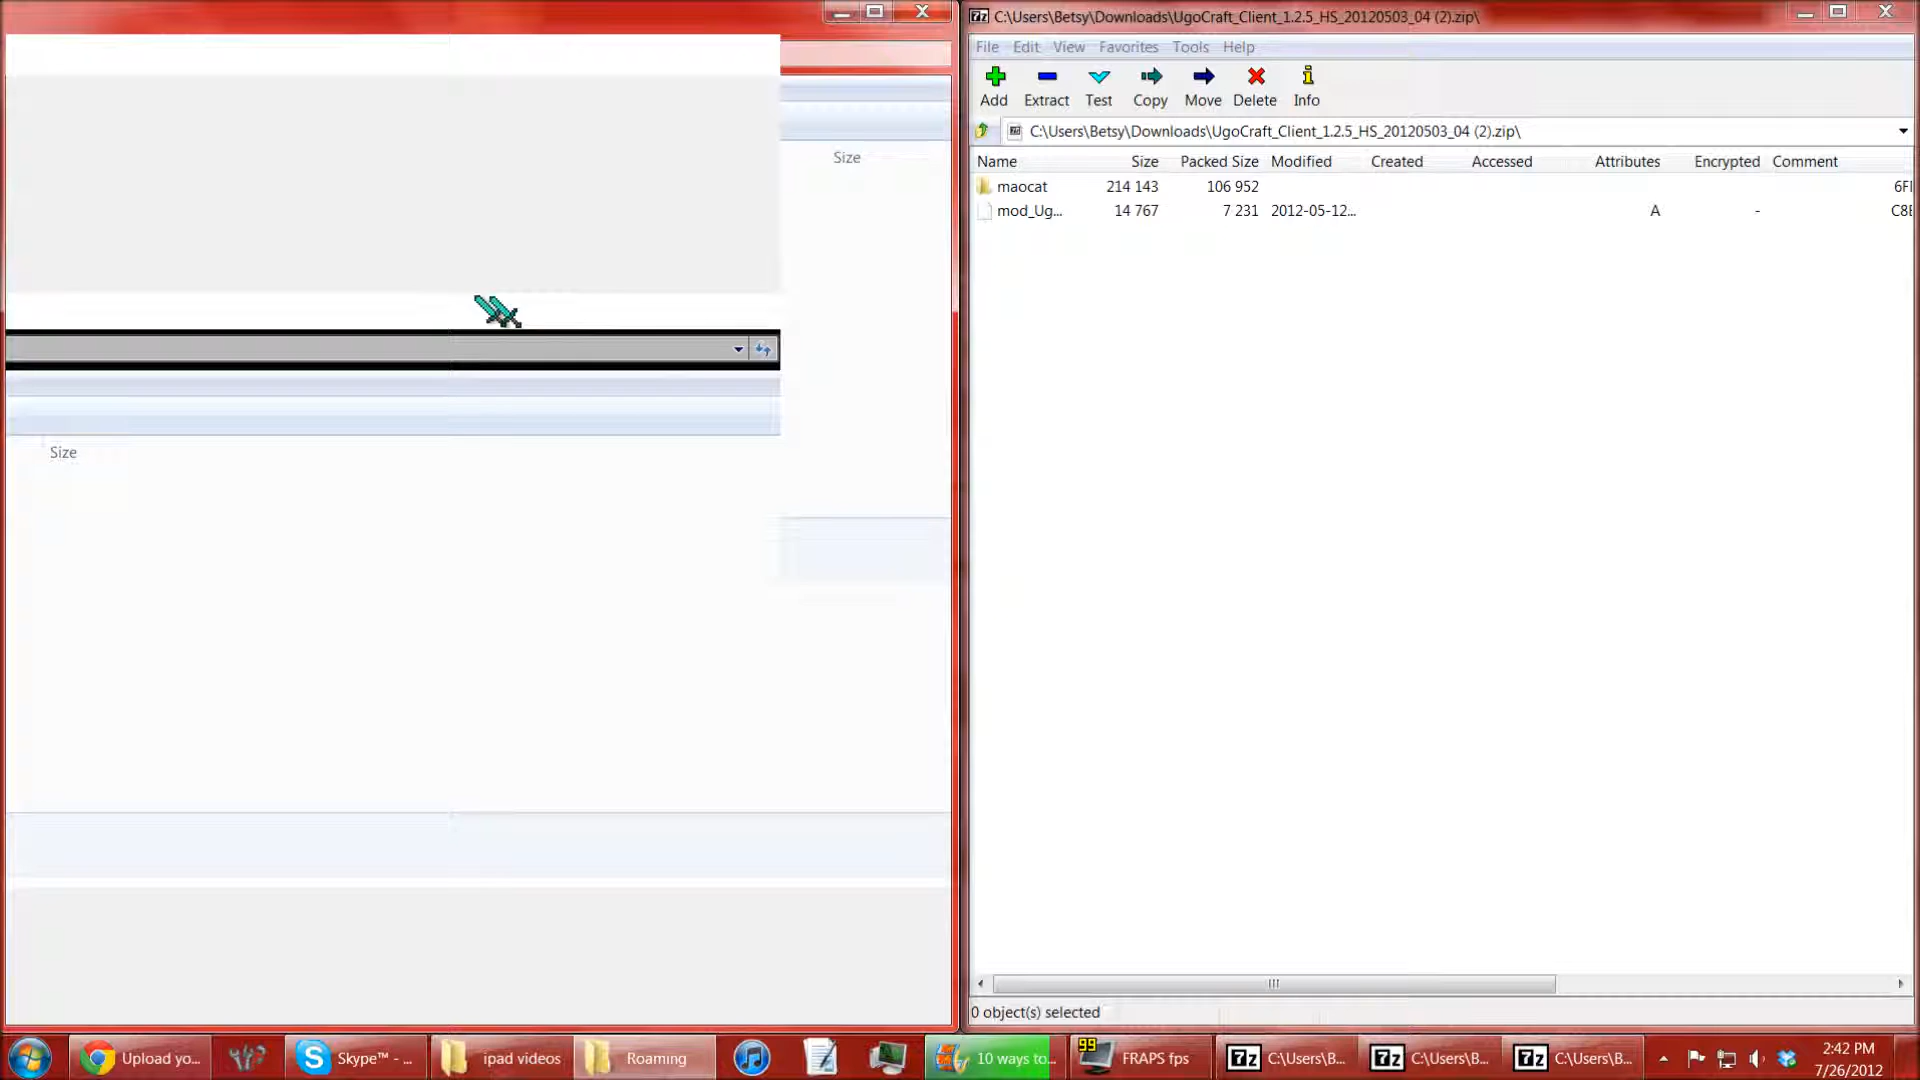 C:\Users\Betsy\Downloads\UgoCraft_Client_1.2.5_HS_20120503_04 (2).zip\
File Edit View Favorites Tools Help
Add Extract Test Copy Move Delete Info
C:\Users\Betsy\Downloads\UgoCraft_Client_1.2.5_HS_20120503_04 (2).zip\
Size
Name Size Packed Size Modified Created Accessed Attributes Encrypted Comment
maocat 214 143 106 952 6FI
mod_Ug... 14 767 7 231 2012-05-12... A - C8E
Size
0 object(s) selected
Upload yo... Skype™ - ... ipad videos Roaming 10 ways to... 99 FRAPS fps C:\Users\B... C:\Users\B... C:\Users\B... 2:42 PM
7/26/2012